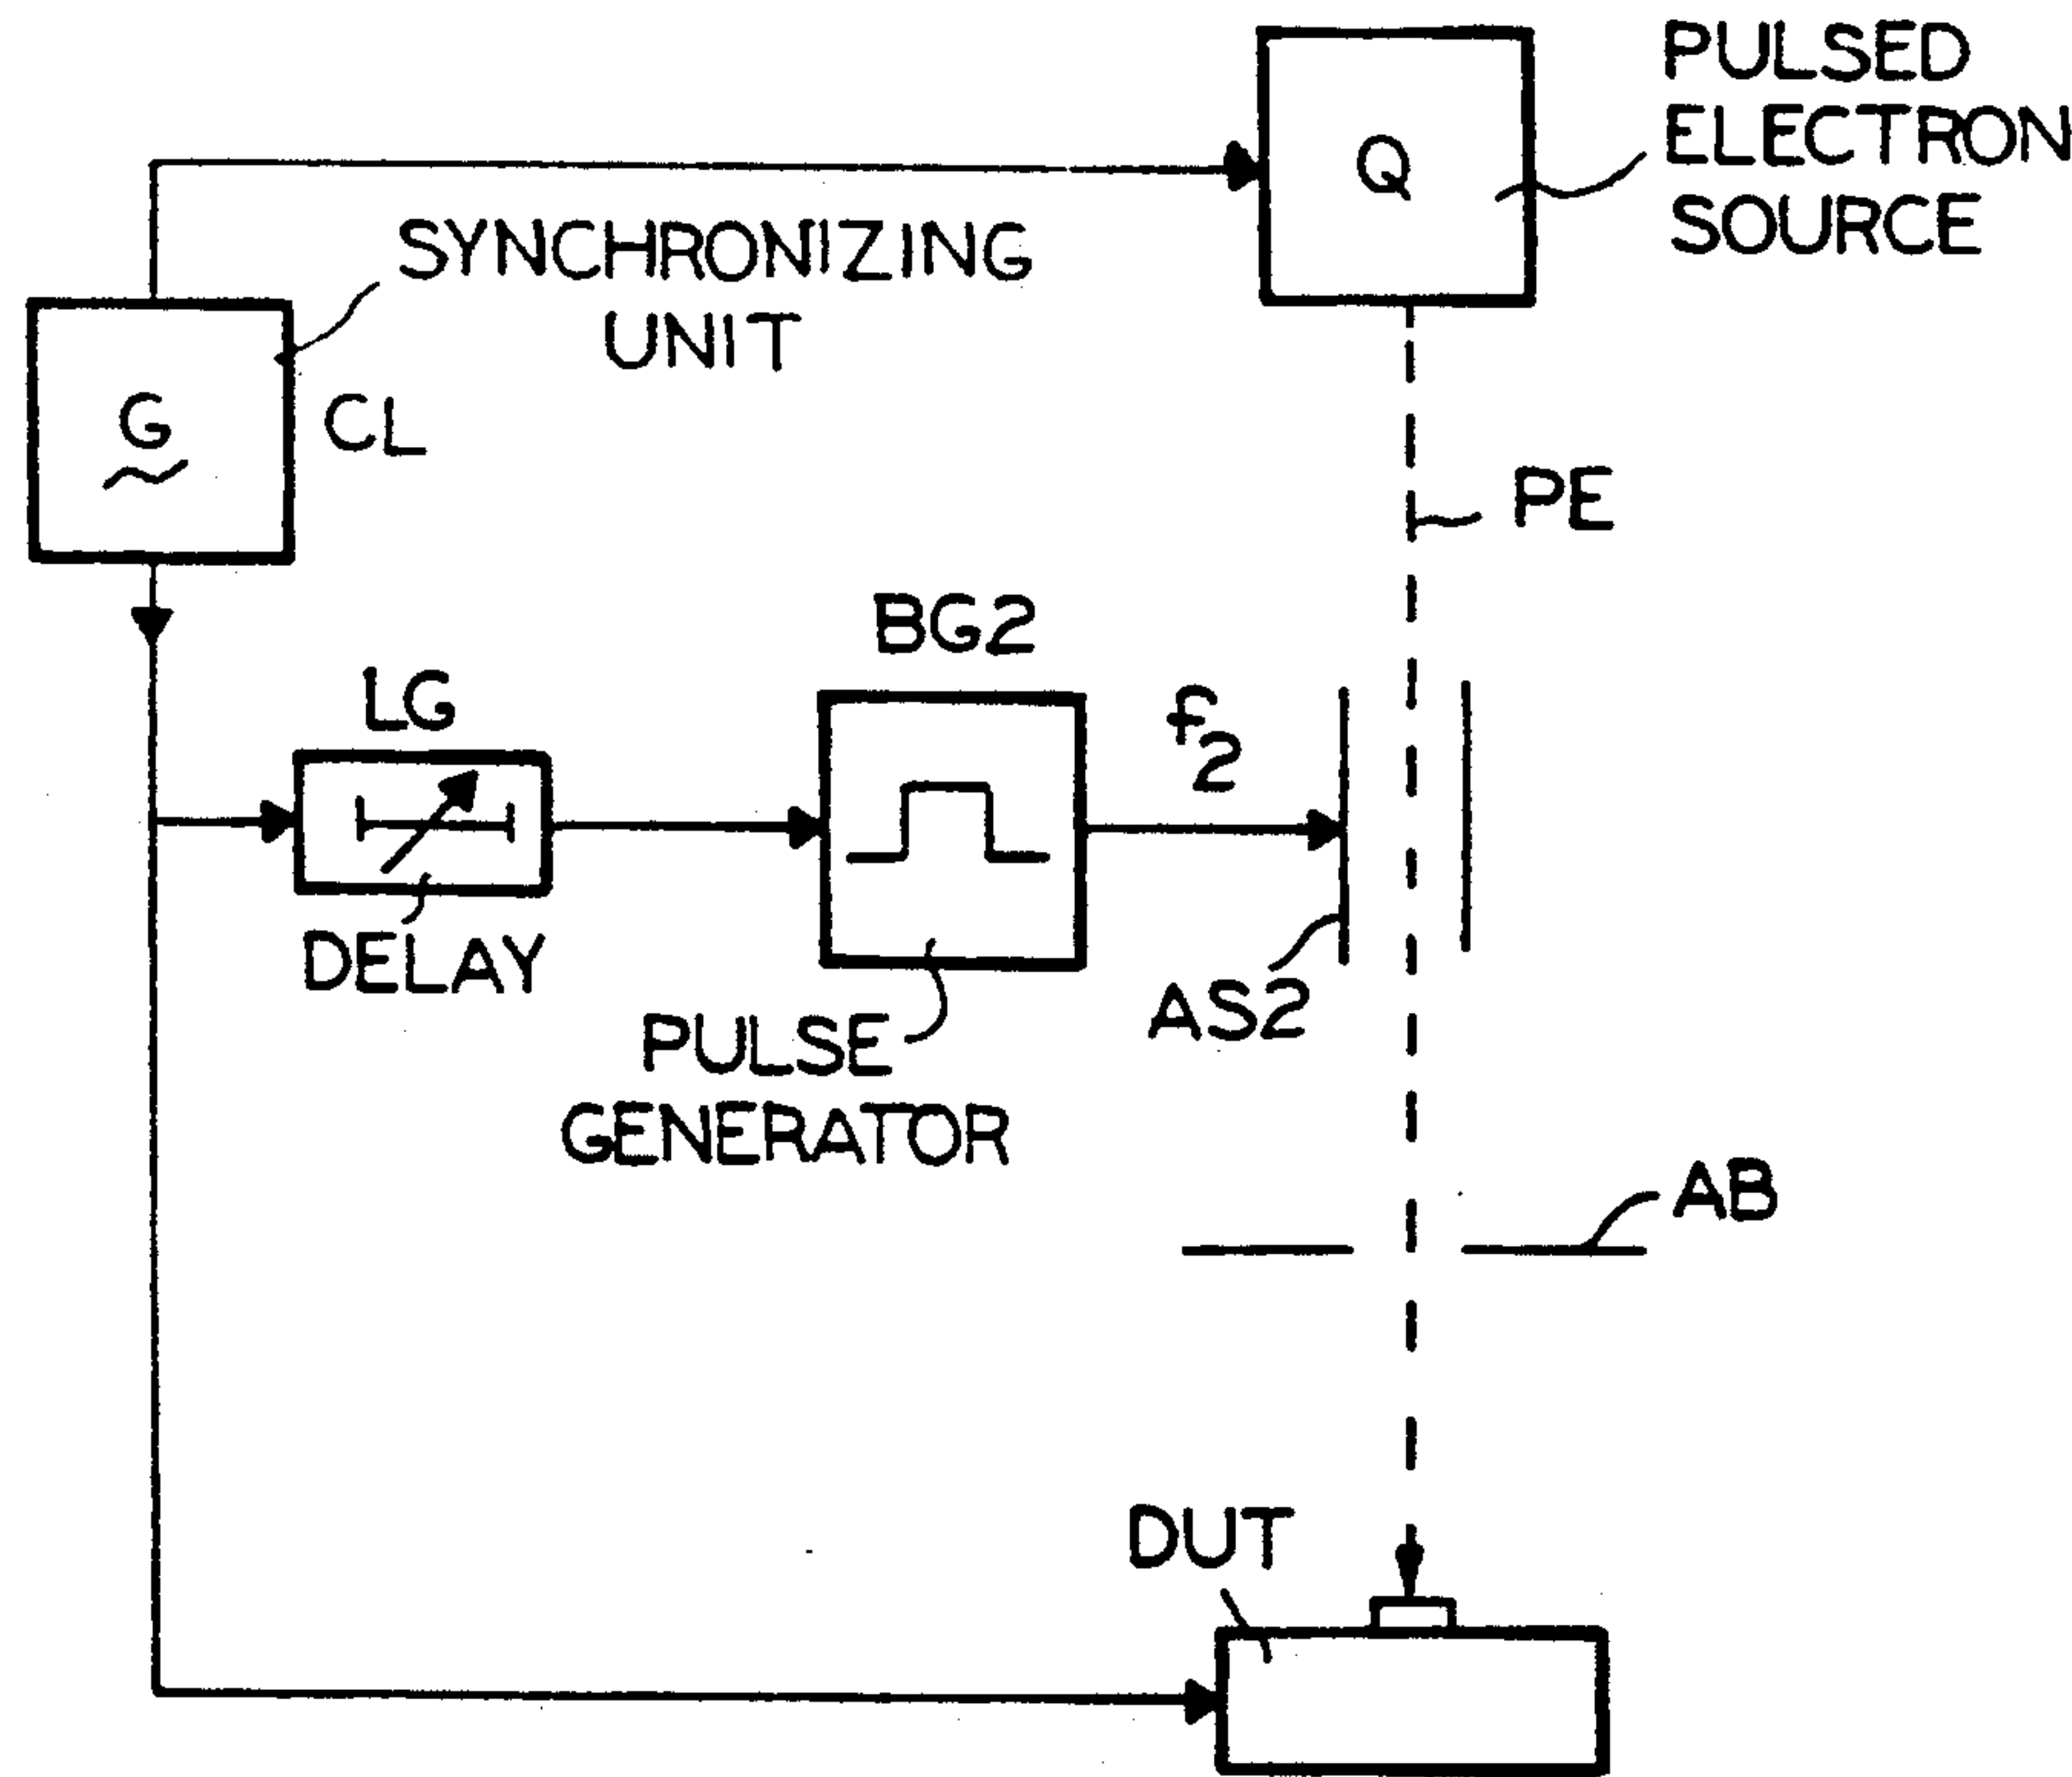 PULSED
ELECTRON
SOURCE
Q
SYNCHRONIZING
UNIT
G
CL
PE
BG2
LG
f2
DELAY
AS2
PULSE
GENERATOR
AB
DUT